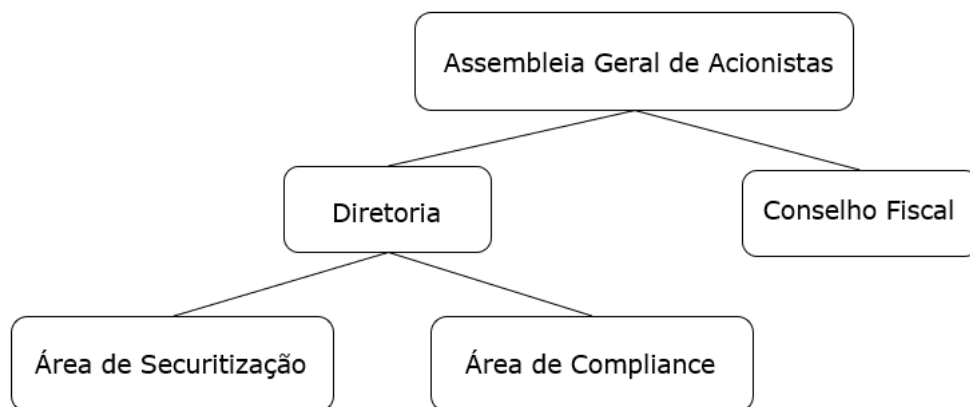 Assembleia Geral de Acionistas
Diretoria
Conselho Fiscal
Área de Securitização
Área de Compliance